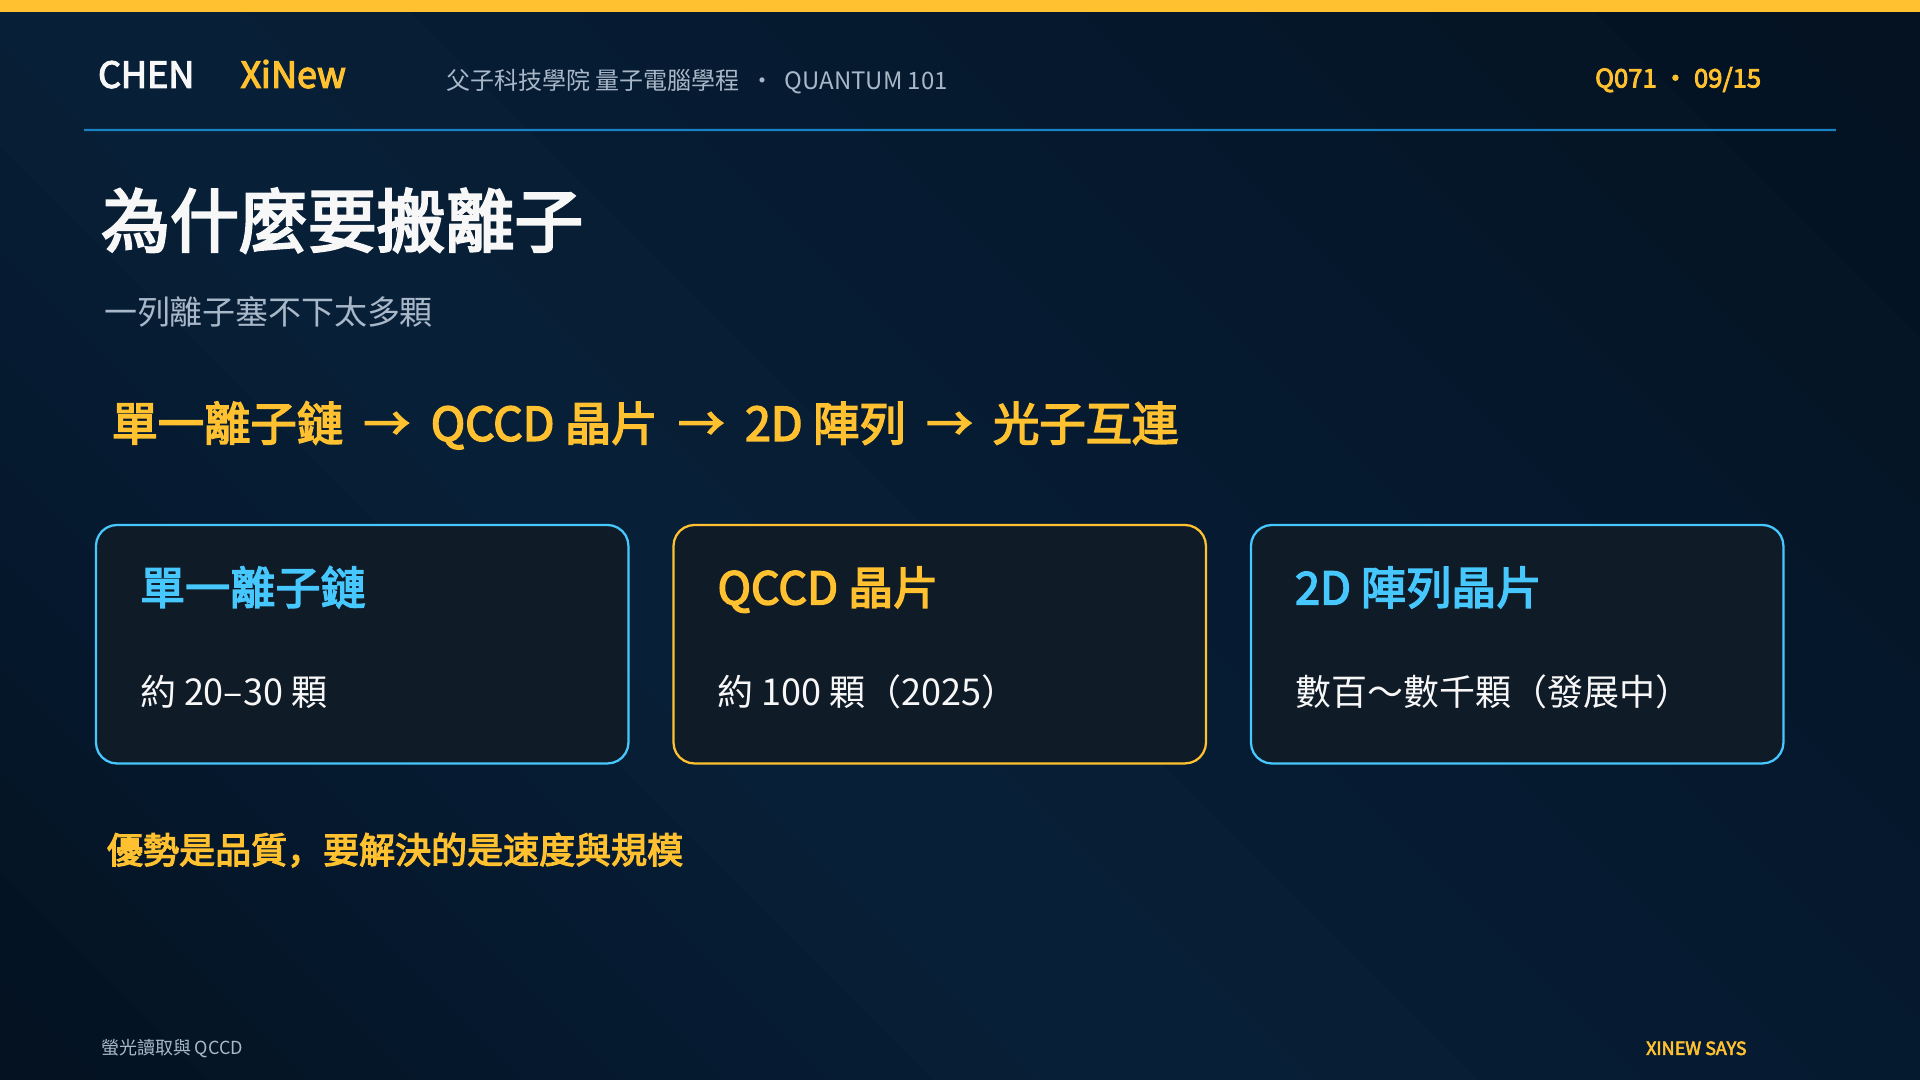 CHEN XiNew 父子科技學院 量子電腦學程 ・ QUANTUM 101 Q071 ・ 09/15
為什麼要搬離子
一列離子塞不下太多顆
單一離子鏈 → QCCD 晶片 → 2D 陣列 → 光子互連
單一離子鏈
約 20–30 顆
QCCD 晶片
約 100 顆（2025）
2D 陣列晶片
數百～數千顆（發展中）
優勢是品質，要解決的是速度與規模
螢光讀取與 QCCD
XINEW SAYS